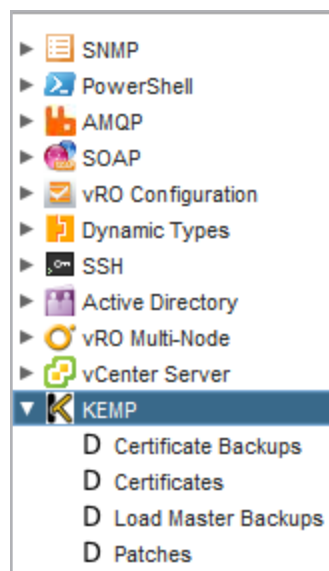 SNMP
PowerShell
AMQP
SOAP
vRO Configuration
Dynamic Types
SSH
Active Directory
vRO Multi-Node
vCenter Server
KEMP
D Certificate Backups
D Certificates
D Load Master Backups
D Patches